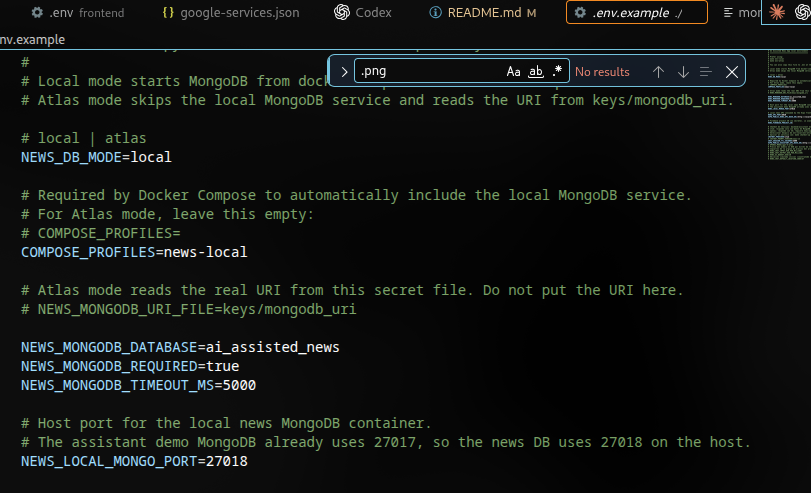 .env frontend
google-services.json
Codex
README.md M
.env.example ./
mon
nv.example
.png
Aa ab .*
No results
#
# Local mode starts MongoDB from doc
# Atlas mode skips the local MongoDB service and reads the URI from keys/mongodb_uri.
# local | atlas
NEWS_DB_MODE=local
# Required by Docker Compose to automatically include the local MongoDB service.
# For Atlas mode, leave this empty:
# COMPOSE_PROFILES=
COMPOSE_PROFILES=news-local
# Atlas mode reads the real URI from this secret file. Do not put the URI here.
# NEWS_MONGODB_URI_FILE=keys/mongodb_uri
NEWS_MONGODB_DATABASE=ai_assisted_news
NEWS_MONGODB_REQUIRED=true
NEWS_MONGODB_TIMEOUT_MS=5000
# Host port for the local news MongoDB container.
# The assistant demo MongoDB already uses 27017, so the news DB uses 27018 on the host.
NEWS_LOCAL_MONGO_PORT=27018